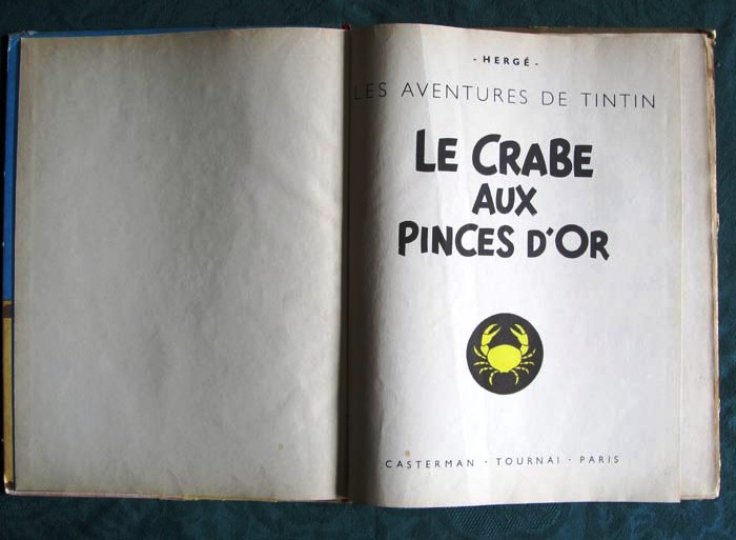 - HERGÉ -
LES AVENTURES DE TINTIN
LE CRABE
AUX
PINCES D'OR
CASTERMAN - TOURNAI - PARIS